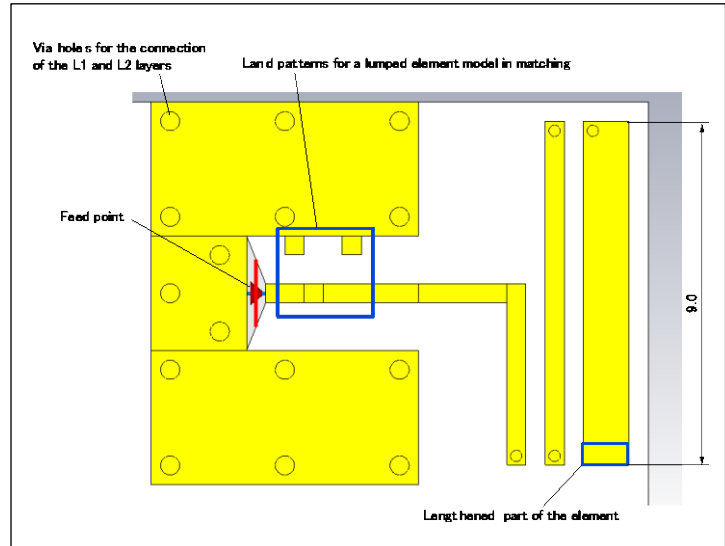 Via holes for the connection
of the L1 and L2 layers
Land patterns for a lumped element model in matching
Feed point
9.0
Lengthened part of the element